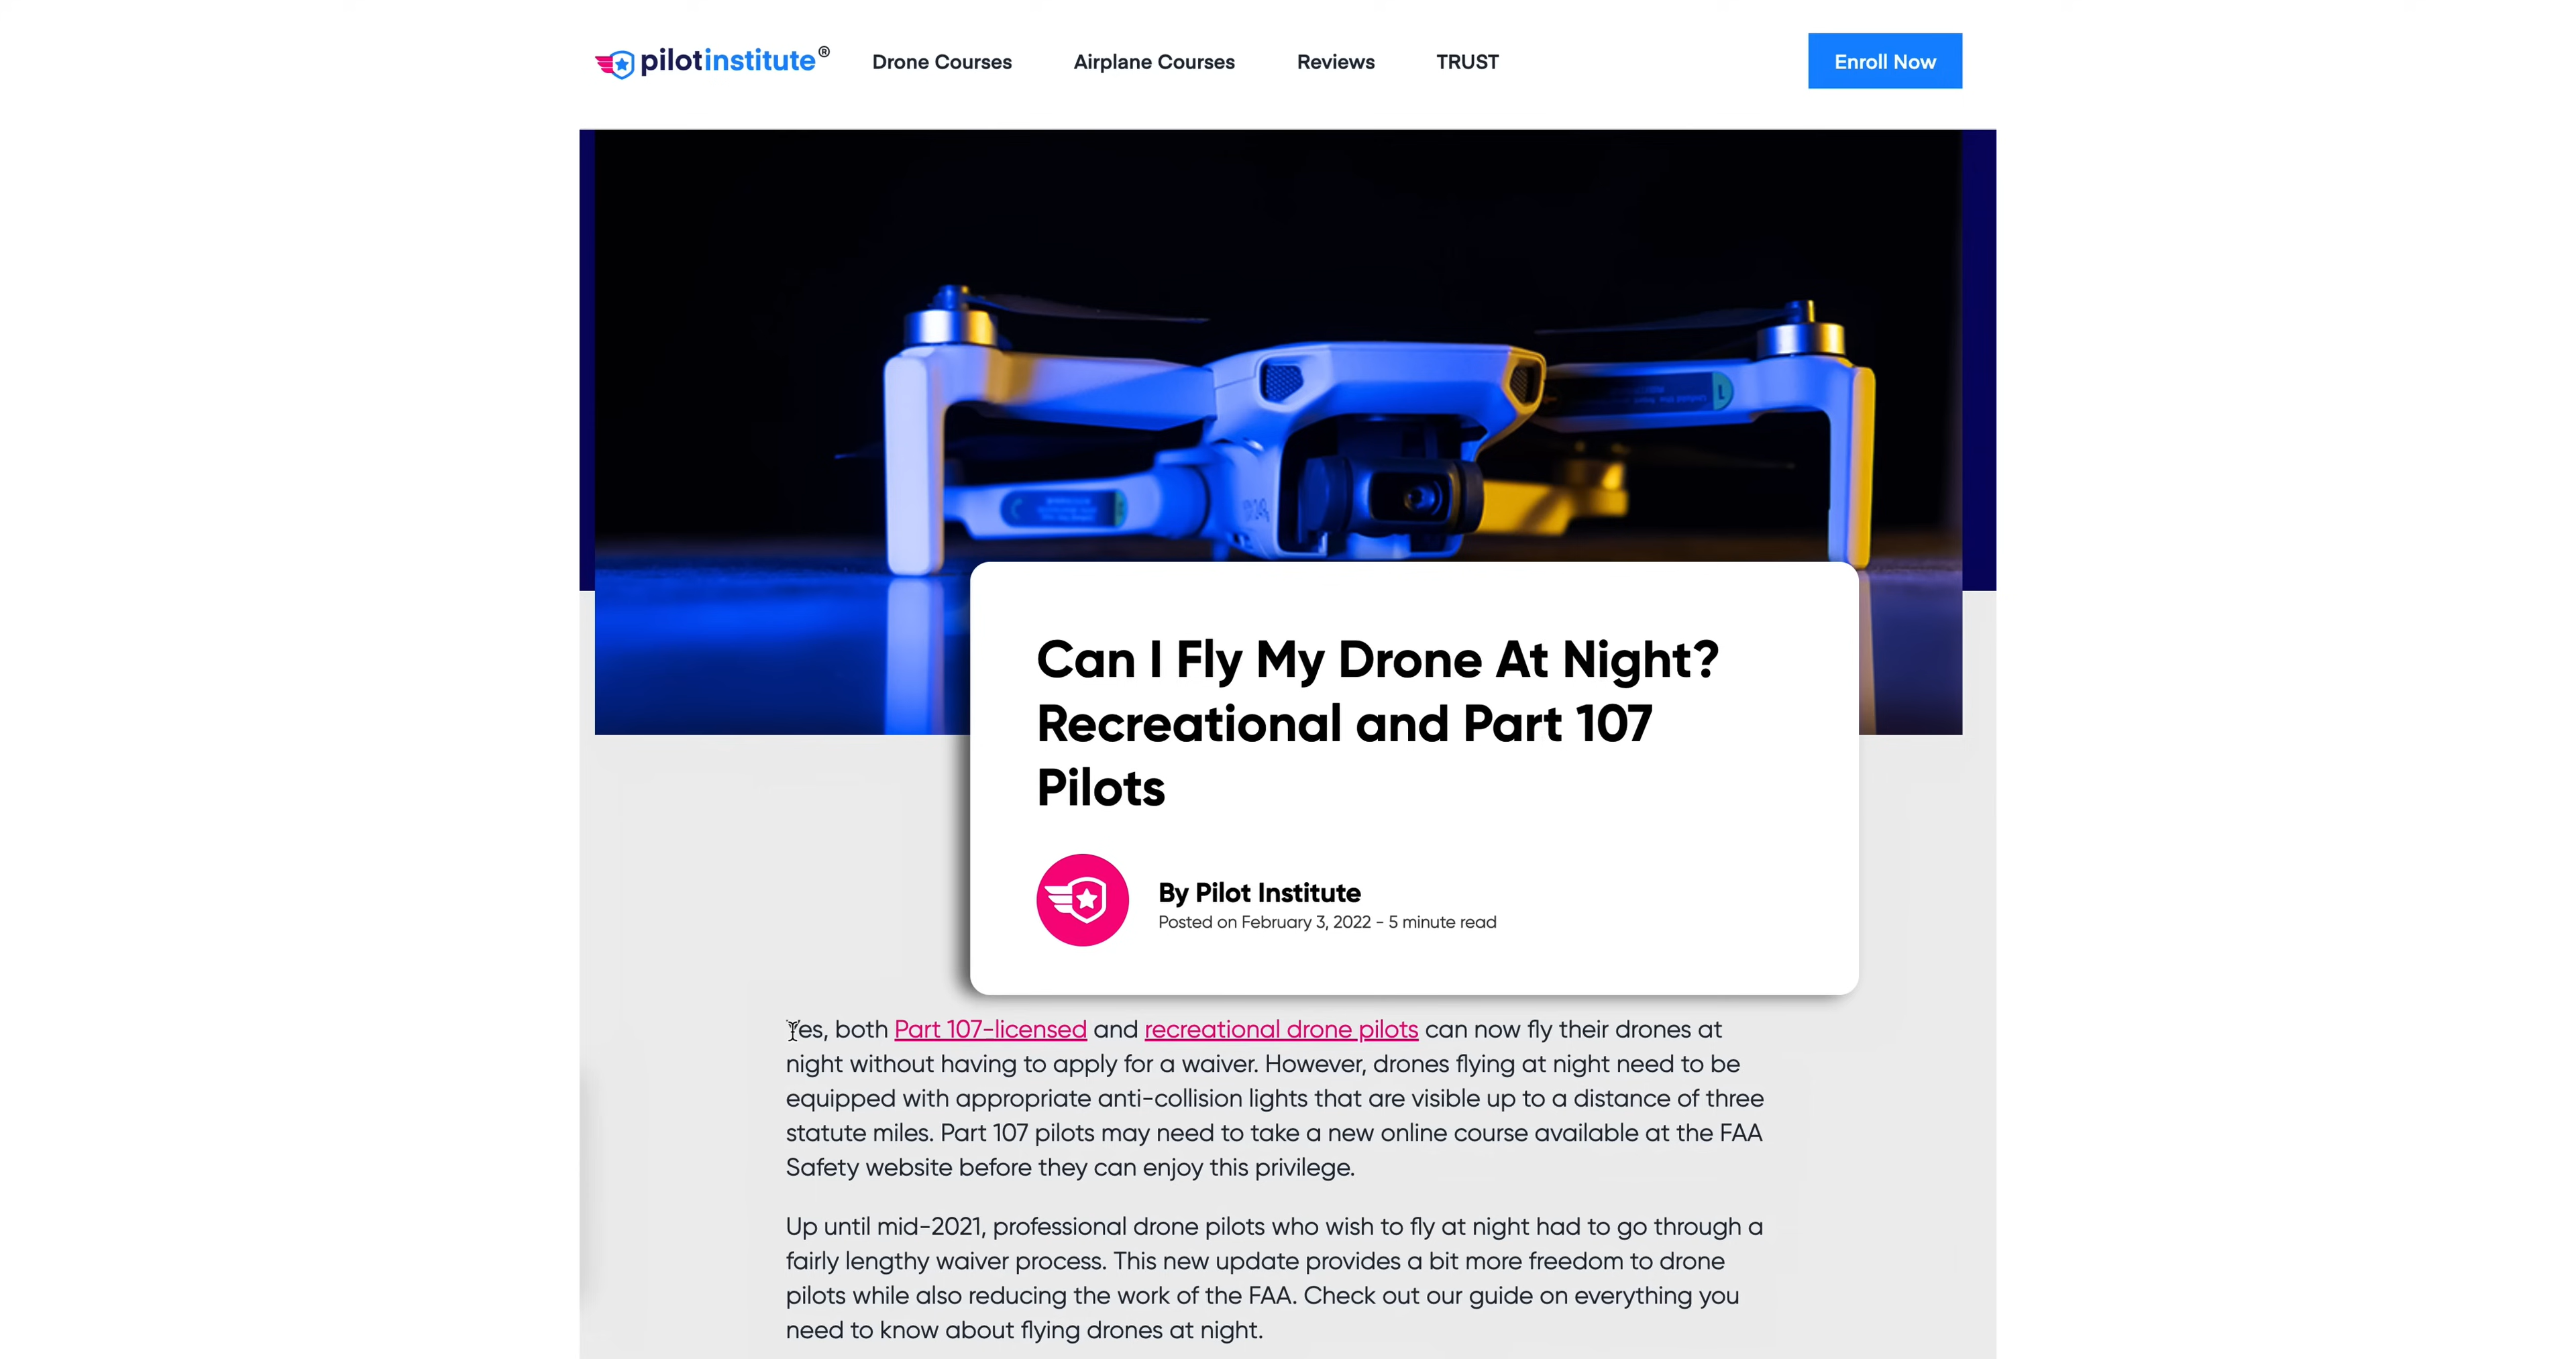 pilotinstitute®
Drone Courses
Airplane Courses
Reviews
TRUST
Enroll Now
Can I Fly My Drone At Night?
Recreational and Part 107
Pilots
By Pilot Institute
Posted on February 3, 2022 - 5 minute read
Yes, both Part 107-licensed and recreational drone pilots can now fly their drones at
night without having to apply for a waiver. However, drones flying at night need to be
equipped with appropriate anti-collision lights that are visible up to a distance of three
statute miles. Part 107 pilots may need to take a new online course available at the FAA
Safety website before they can enjoy this privilege.
Up until mid-2021, professional drone pilots who wish to fly at night had to go through a
fairly lengthy waiver process. This new update provides a bit more freedom to drone
pilots while also reducing the work of the FAA. Check out our guide on everything you
need to know about flying drones at night.